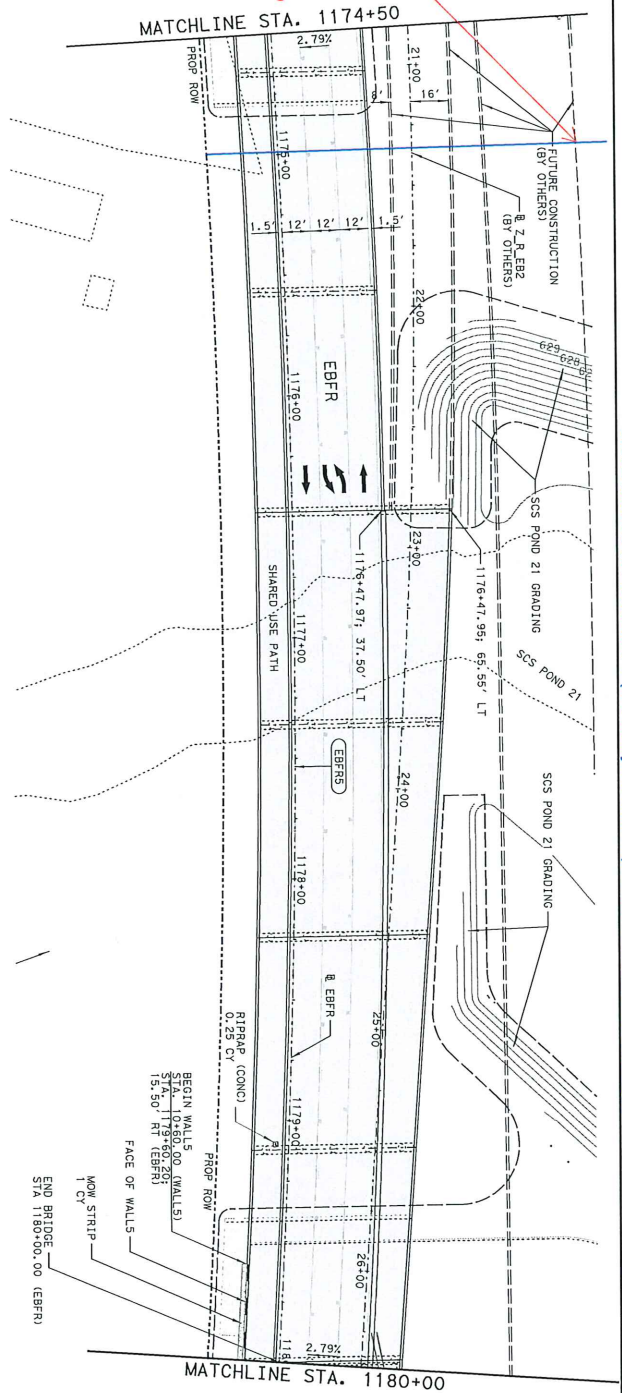 MATCHLINE STA. 1174+50
2.79%
PROP ROW
21+00
8'
16'
1175+00
FUTURE CONSTRUCTION
(BY OTHERS)
Z_R_EB2
(BY OTHERS)
1.5'
12'
12'
12'
1.5'
22+00
629
628
EBFR
1176+00
SCS POND 21 GRADING
23+00
1176+47.97; 37.50' LT
1176+47.95; 65.55' LT
SHARED USE PATH
1177+00
SCS POND 21
EBFR5
24+00
SCS POND 21 GRADING
1178+00
EBFR
25+00
RIPRAP (CONC)
0.25 CY
1179+00
BEGIN WALL5
STA. 10+60.00 (WALL5)
STA. 1179+60.20;
15.50' RT (EBFR)
PROP ROW
FACE OF WALL5
MOW STRIP
1 CY
26+00
END BRIDGE
STA 1180+00.00 (EBFR)
118
2.79%
MATCHLINE STA. 1180+00